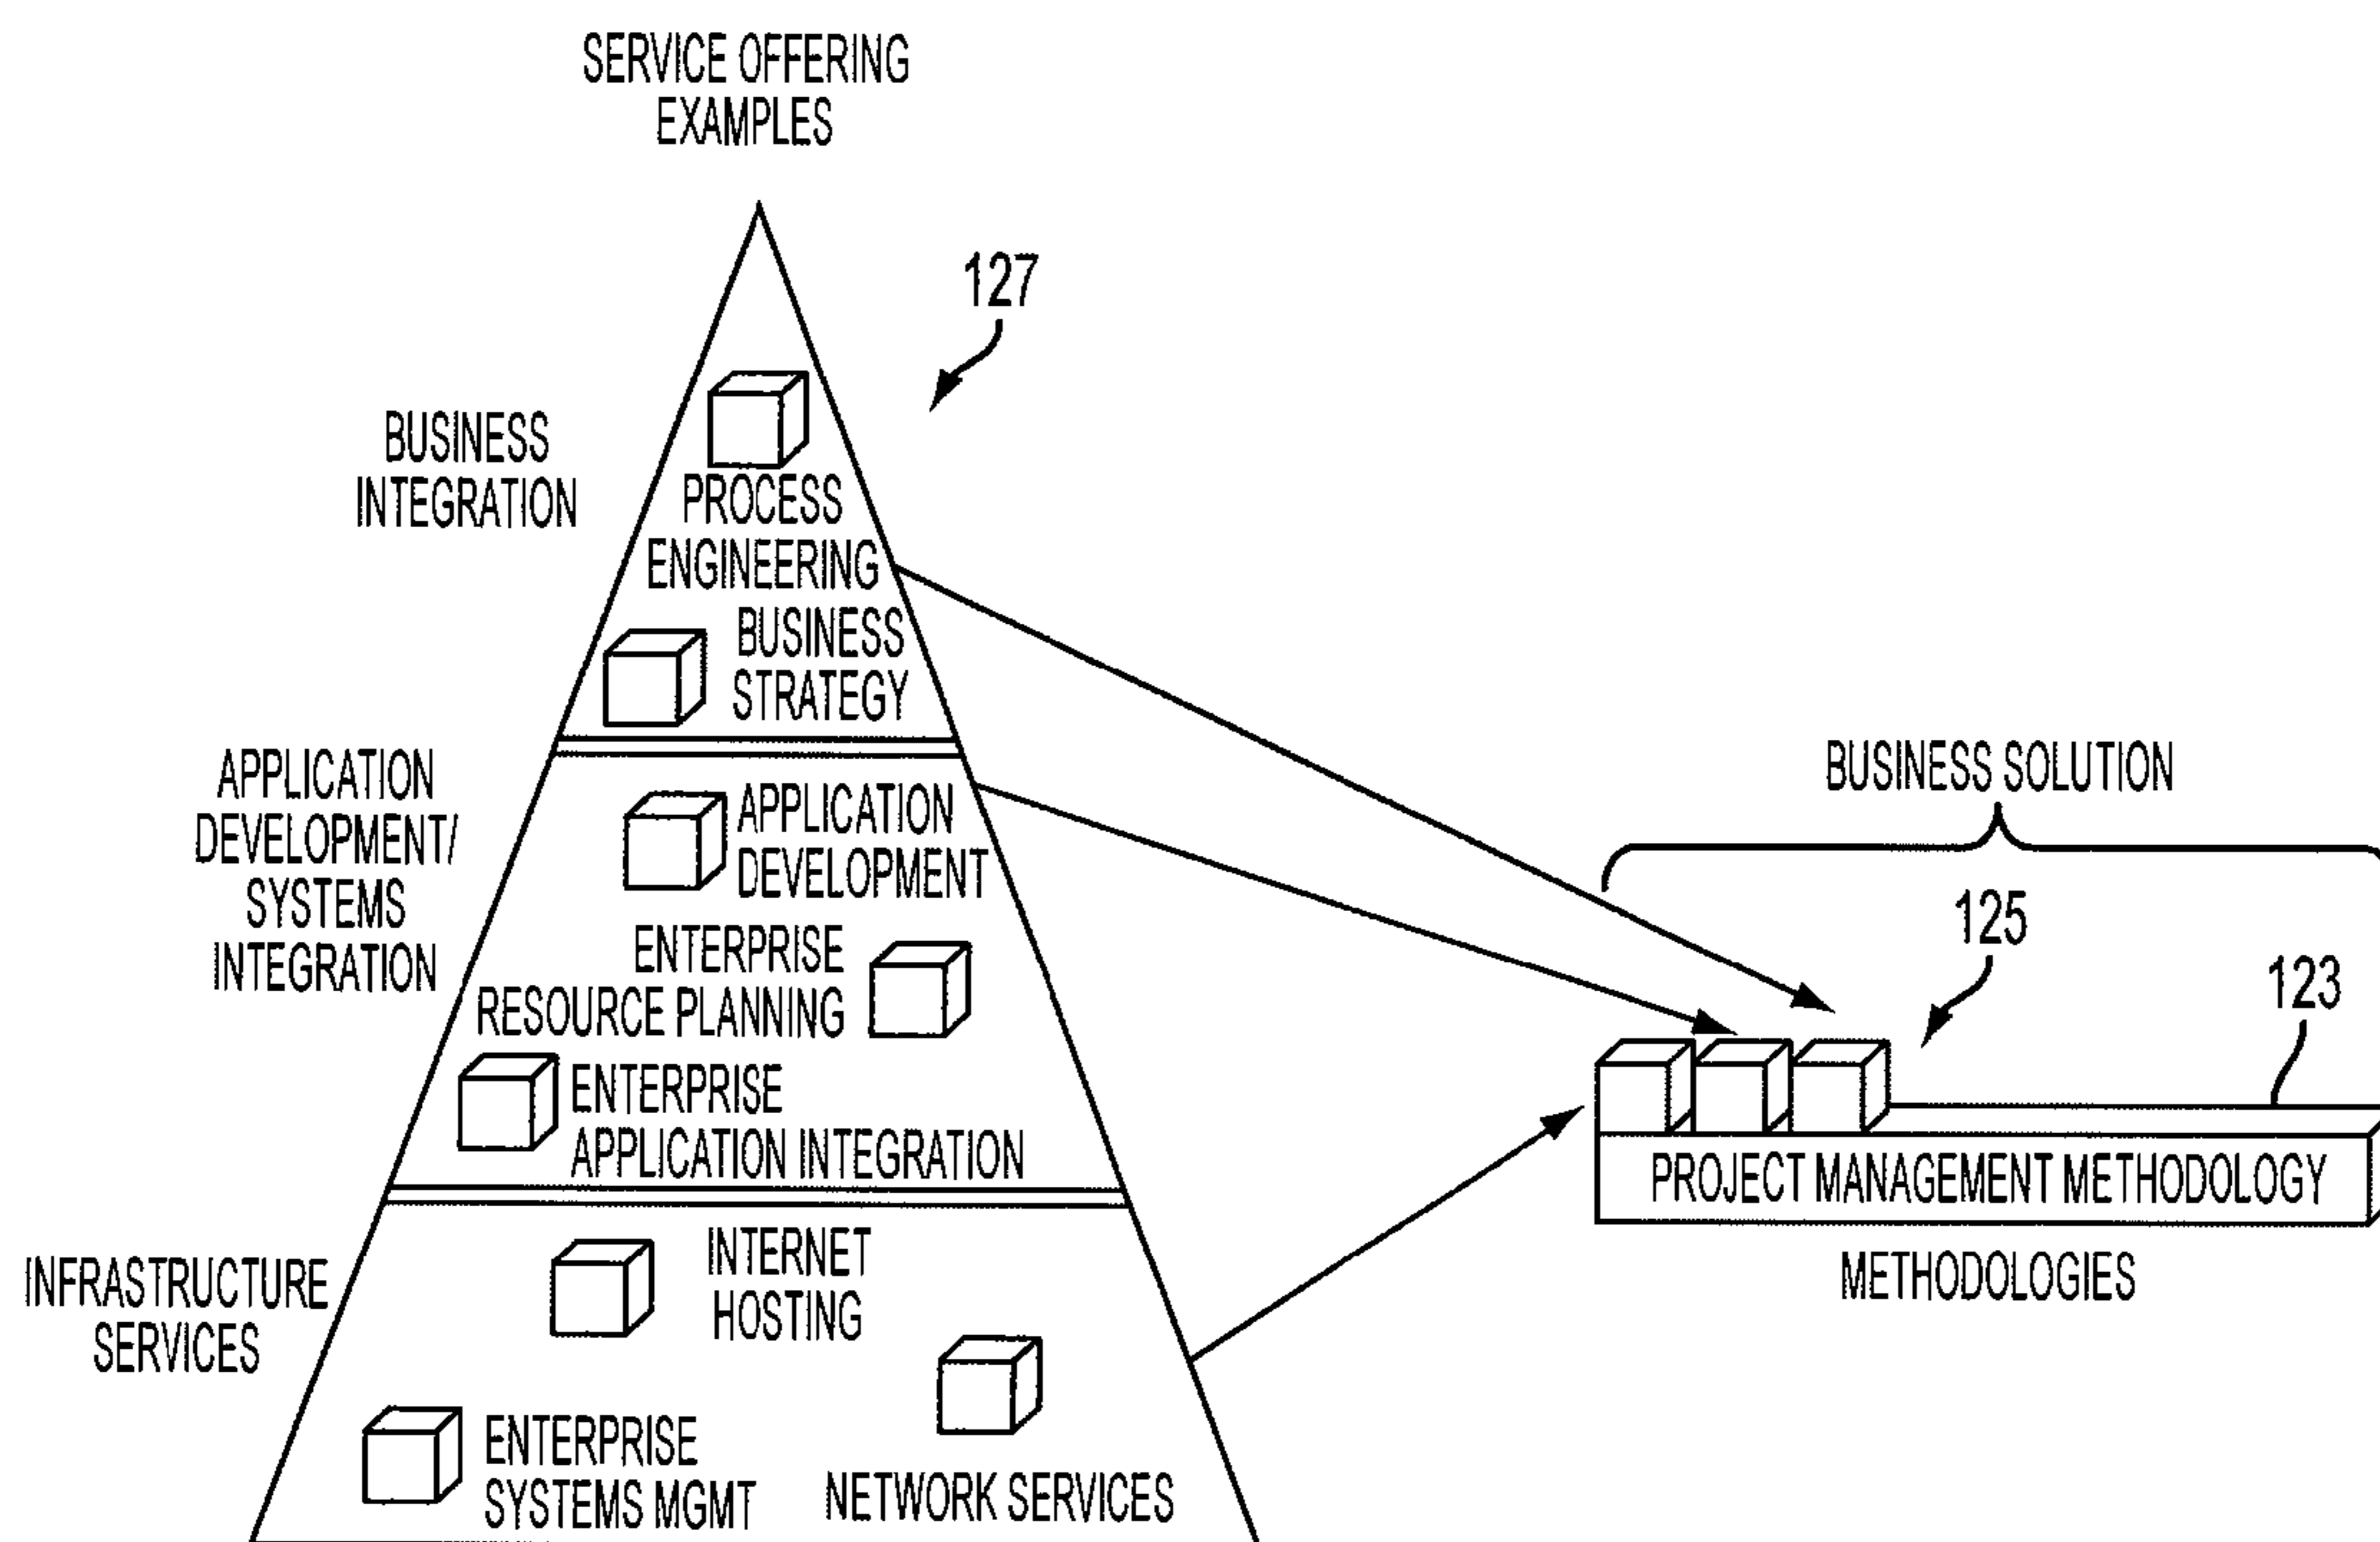 SERVICE OFFERING
EXAMPLES
127
BUSINESS
INTEGRATION
PROCESS
ENGINEERING
BUSINESS
STRATEGY
APPLICATION
DEVELOPMENT/
SYSTEMS
INTEGRATION
APPLICATION
DEVELOPMENT
ENTERPRISE
RESOURCE PLANNING
ENTERPRISE
APPLICATION INTEGRATION
INFRASTRUCTURE
SERVICES
INTERNET
HOSTING
ENTERPRISE
SYSTEMS MGMT
NETWORK SERVICES
BUSINESS SOLUTION
125
123
PROJECT MANAGEMENT METHODOLOGY
METHODOLOGIES